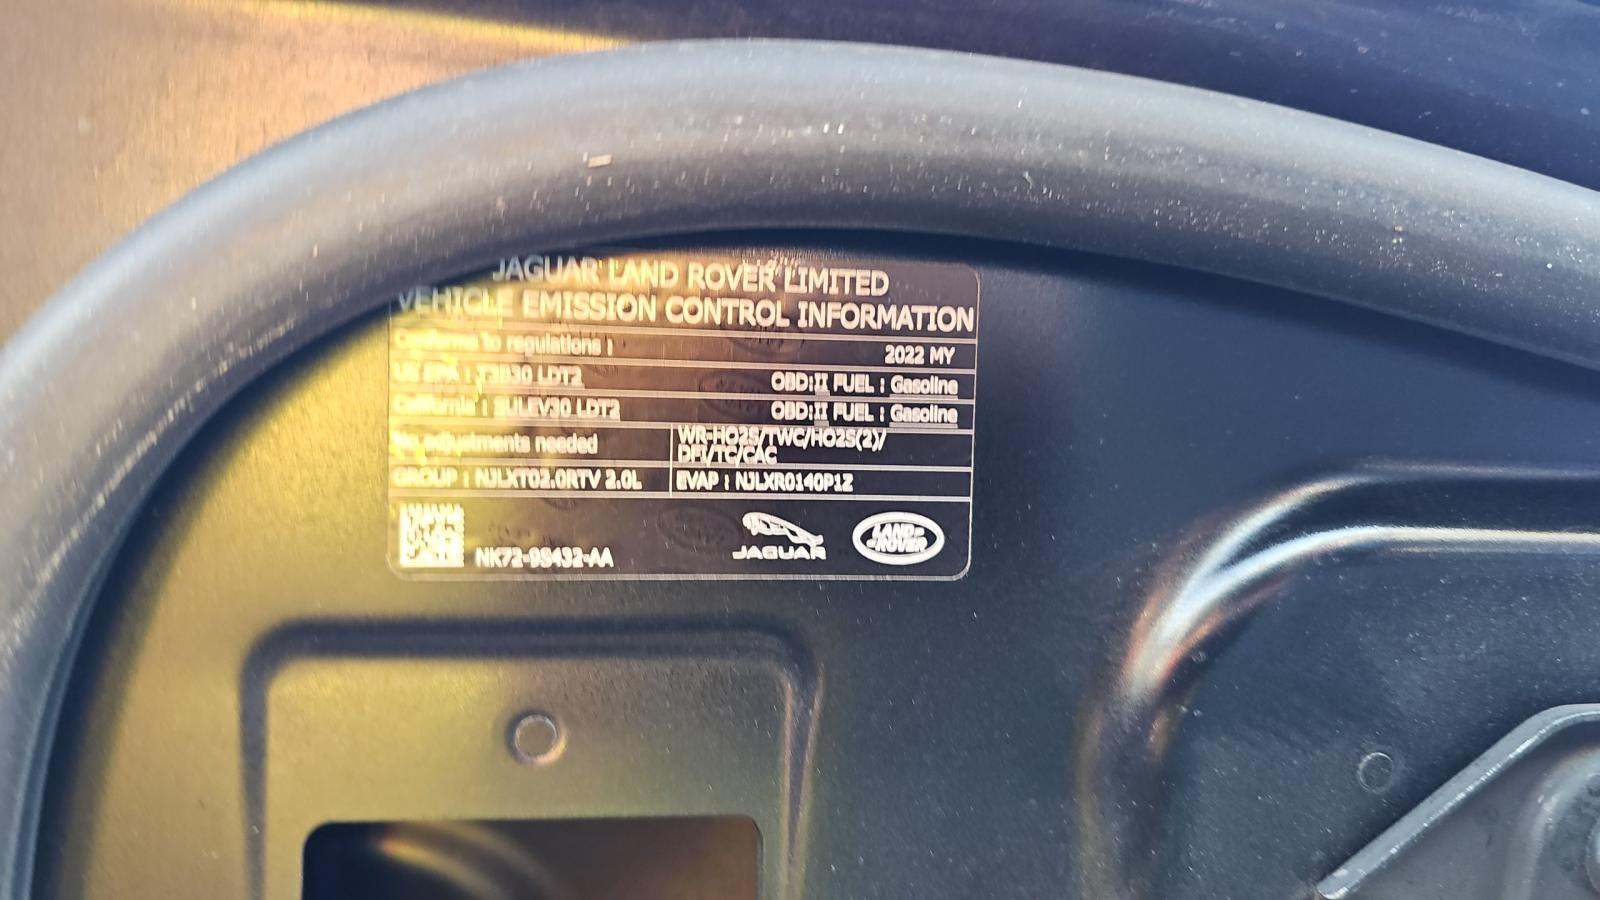 JAGUAR LAND ROVER LIMITED
VEHICLE EMISSION CONTROL INFORMATION
Conforms to regulations : 2022 MY
US EPA : T3B30 LDT2 OBD:II FUEL : Gasoline
California : SULEV30 LDT2 OBD:II FUEL : Gasoline
No adjustments needed WR-HO2S/TWC/HO2S(2)/
DFI/TC/CAC
GROUP : NJLXT02.0RTV 2.0L EVAP : NJLXR0140P1Z
NK72-9S432-AA
JAGUAR
LAND
ROVER